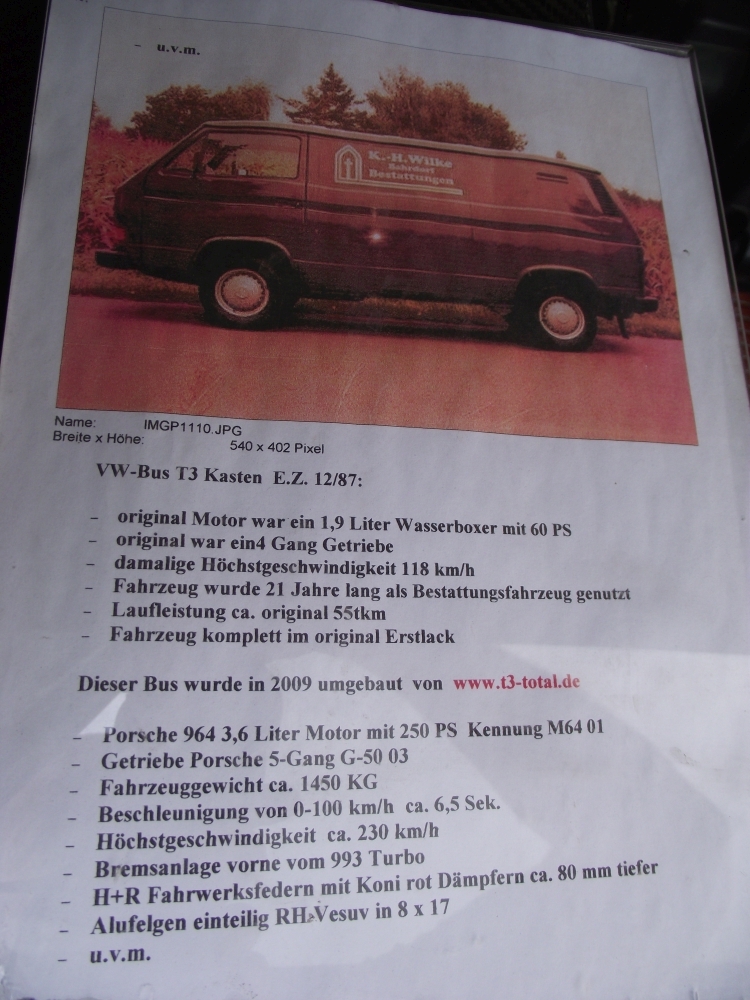 - u.v.m.
K.-H.Wilke
Bahrdorf
Bestattungen
Name: IMGP1110.JPG
Breite x Höhe: 540 x 402 Pixel
VW-Bus T3 Kasten E.Z. 12/87:
- original Motor war ein 1,9 Liter Wasserboxer mit 60 PS
- original war ein4 Gang Getriebe
- damalige Höchstgeschwindigkeit 118 km/h
- Fahrzeug wurde 21 Jahre lang als Bestattungsfahrzeug genutzt
- Laufleistung ca. original 55tkm
- Fahrzeug komplett im original Erstlack
Dieser Bus wurde in 2009 umgebaut von www.t3-total.de
- Porsche 964 3,6 Liter Motor mit 250 PS Kennung M64 01
- Getriebe Porsche 5-Gang G-50 03
- Fahrzeuggewicht ca. 1450 KG
- Beschleunigung von 0-100 km/h ca. 6,5 Sek.
- Höchstgeschwindigkeit ca. 230 km/h
- Bremsanlage vorne vom 993 Turbo
- H+R Fahrwerksfedern mit Koni rot Dämpfern ca. 80 mm tiefer
- Alufelgen einteilig RH-Vesuv in 8 x 17
- u.v.m.